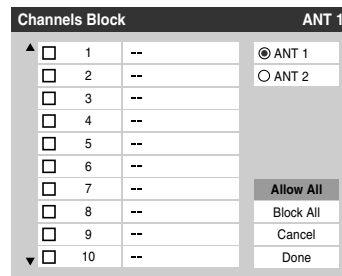 Channels Block ANT 1
1 -- ANT 1
2 -- ANT 2
3 --
4 --
5 --
6 --
7 -- Allow All
8 -- Block All
9 -- Cancel
10 -- Done